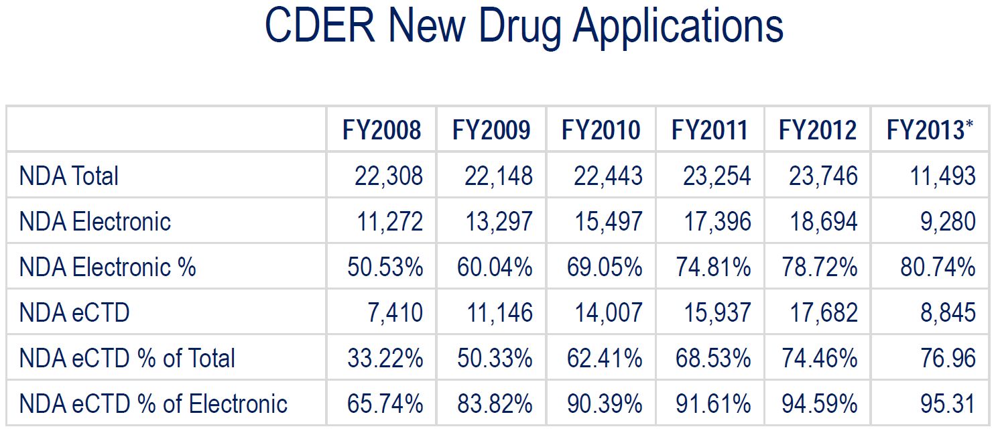 CDER New Drug Applications
FY2008 FY2009 FY2010 FY2011 FY2012 FY2013*
NDA Total 22,308 22,148 22,443 23,254 23,746 11,493
NDA Electronic 11,272 13,297 15,497 17,396 18,694 9,280
NDA Electronic % 50.53% 60.04% 69.05% 74.81% 78.72% 80.74%
NDA eCTD 7,410 11,146 14,007 15,937 17,682 8,845
NDA eCTD % of Total 33.22% 50.33% 62.41% 68.53% 74.46% 76.96
NDA eCTD % of Electronic 65.74% 83.82% 90.39% 91.61% 94.59% 95.31